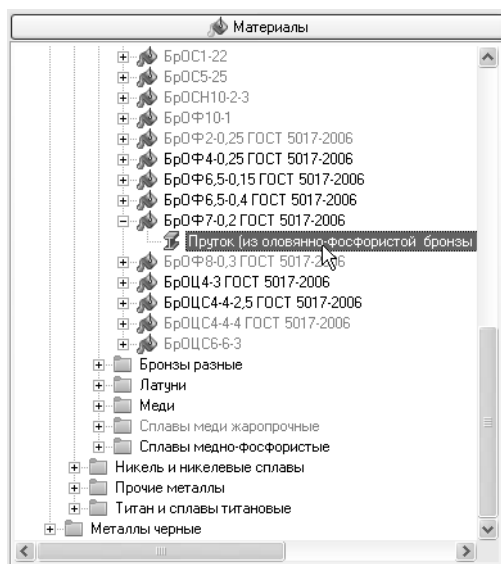 Материалы
БрОС1-22
БрОС5-25
БрОСН10-2-3
БрОФ10-1
БрОФ2-0,25 ГОСТ 5017-2006
БрОФ4-0,25 ГОСТ 5017-2006
БрОФ6,5-0,15 ГОСТ 5017-2006
БрОФ6,5-0,4 ГОСТ 5017-2006
БрОФ7-0,2 ГОСТ 5017-2006
Пруток (из оловянно-фосфористой бронзы
БрОФ8-0,3 ГОСТ 5017-2006
БрОЦ4-3 ГОСТ 5017-2006
БрОЦС4-4-2,5 ГОСТ 5017-2006
БрОЦС4-4-4 ГОСТ 5017-2006
БрОЦС6-6-3
Бронзы разные
Латуни
Меди
Сплавы меди жаропрочные
Сплавы медно-фосфористые
Никель и никелевые сплавы
Прочие металлы
Титан и сплавы титановые
Металлы черные